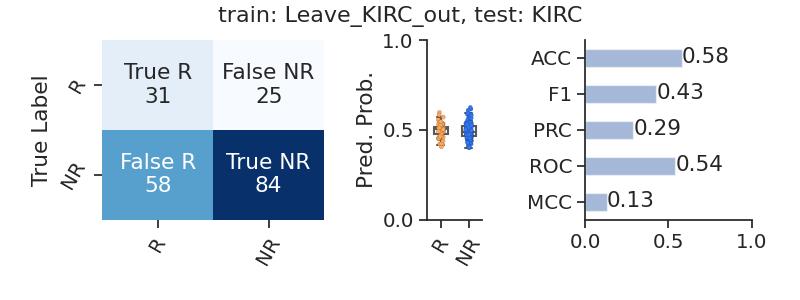 train: Leave_KIRC_out, test: KIRC
True Label
R
NR
True R
31
False NR
25
False R
58
True NR
84
R
NR
Pred. Prob.
1.0
0.5
0.0
R
NR
ACC
F1
PRC
ROC
MCC
0.58
0.43
0.29
0.54
0.13
0.0
0.5
1.0